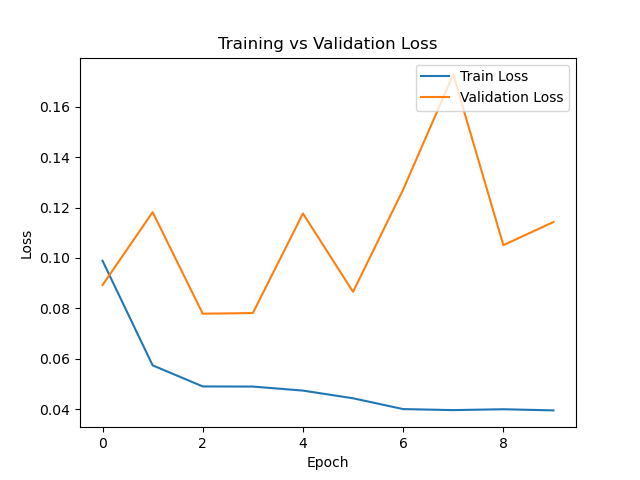 Training vs Validation Loss
Train Loss
Validation Loss
0.16
0.14
0.12
0.10
0.08
0.06
0.04
Loss
0 2 4 6 8
Epoch